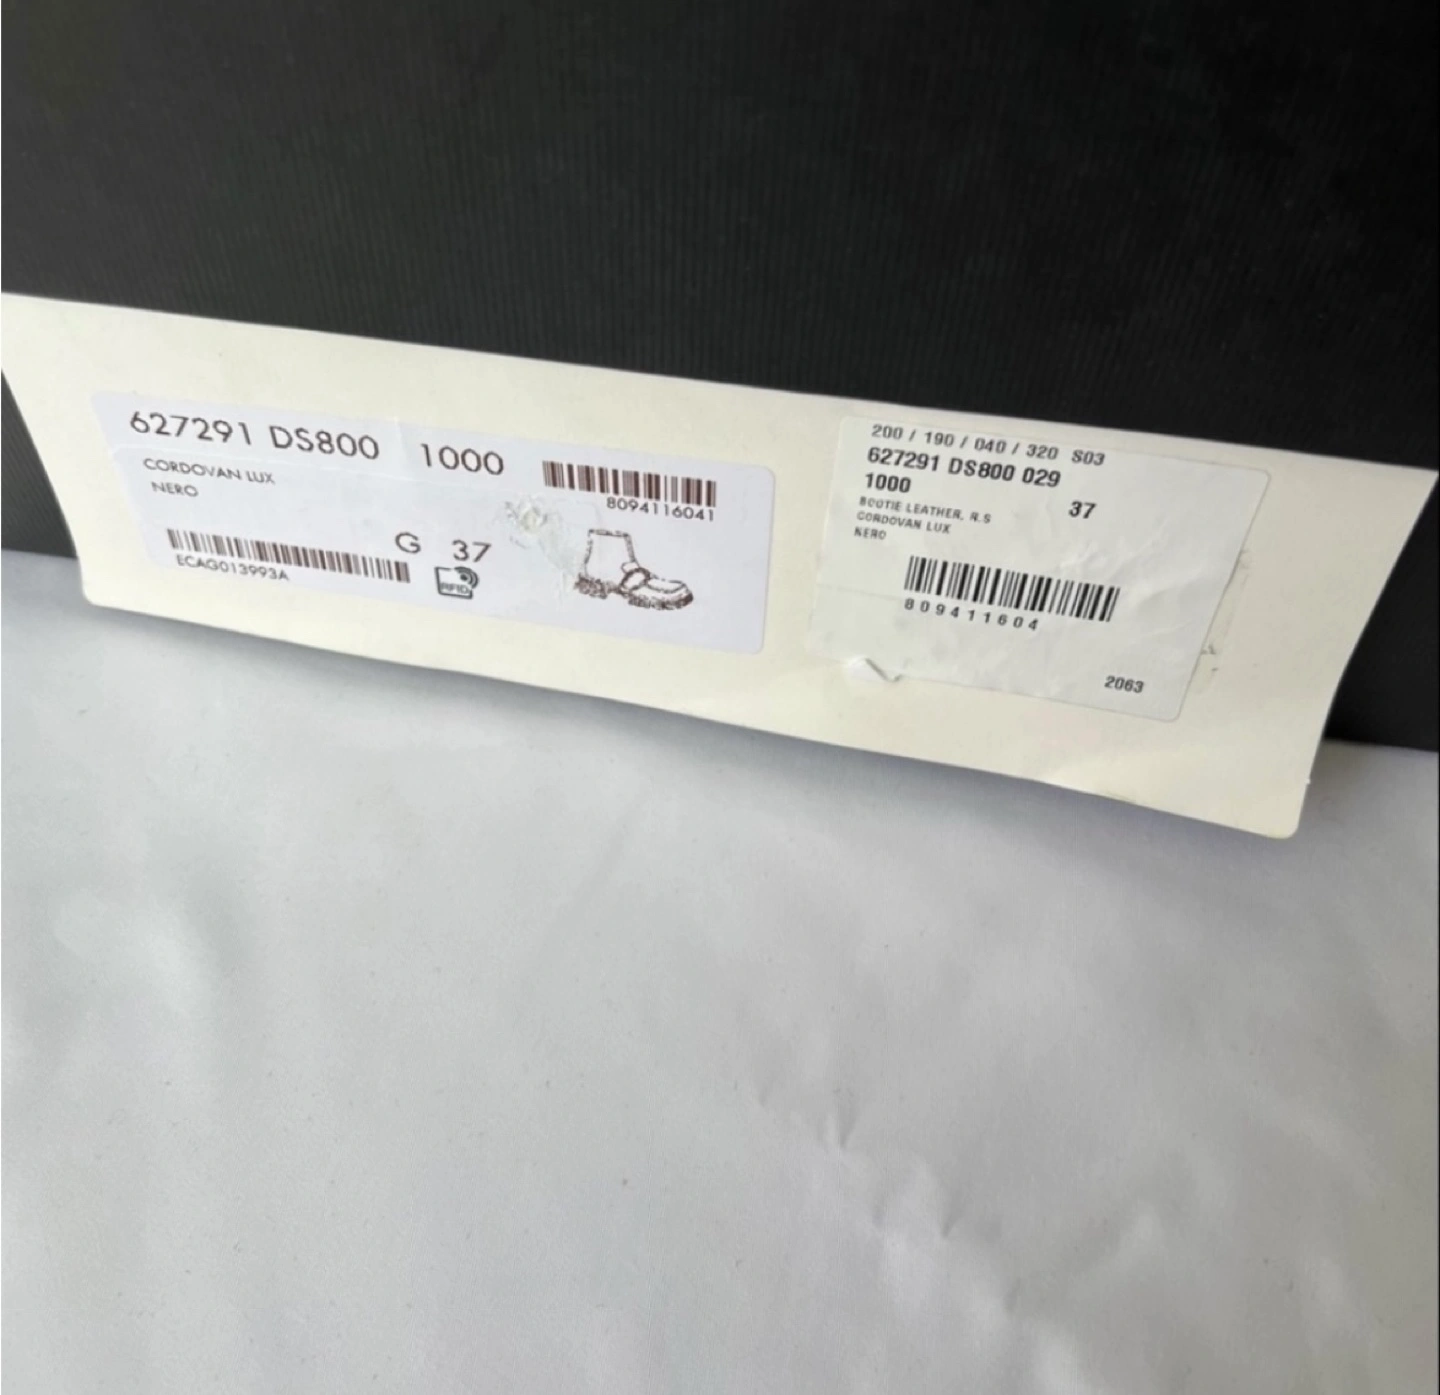 627291 DS800 1000
CORDOVAN LUX
NERO
8094116041
G 37
ECAG013993A
RFID
200 / 190 / 040 / 320 S03
627291 DS800 029
1000
37
BOOTIE LEATHER, R.S
CORDOVAN LUX
NERO
809411604
2063